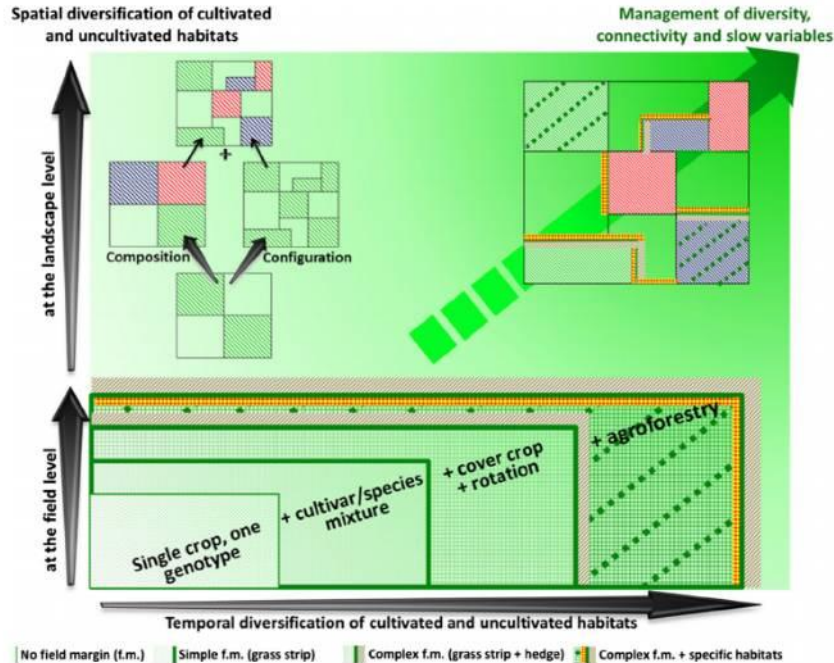 Spatial diversification of cultivated
and uncultivated habitats
Management of diversity,
connectivity and slow variables
at the landscape level
+
Composition
Configuration
at the field level
+ agroforestry
+ cover crop
+ rotation
+ cultivar/species
mixture
Single crop, one
genotype
Temporal diversification of cultivated and uncultivated habitats
No field margin (f.m.)
Simple f.m. (grass strip)
Complex f.m. (grass strip + hedge)
Complex f.m. + specific habitats